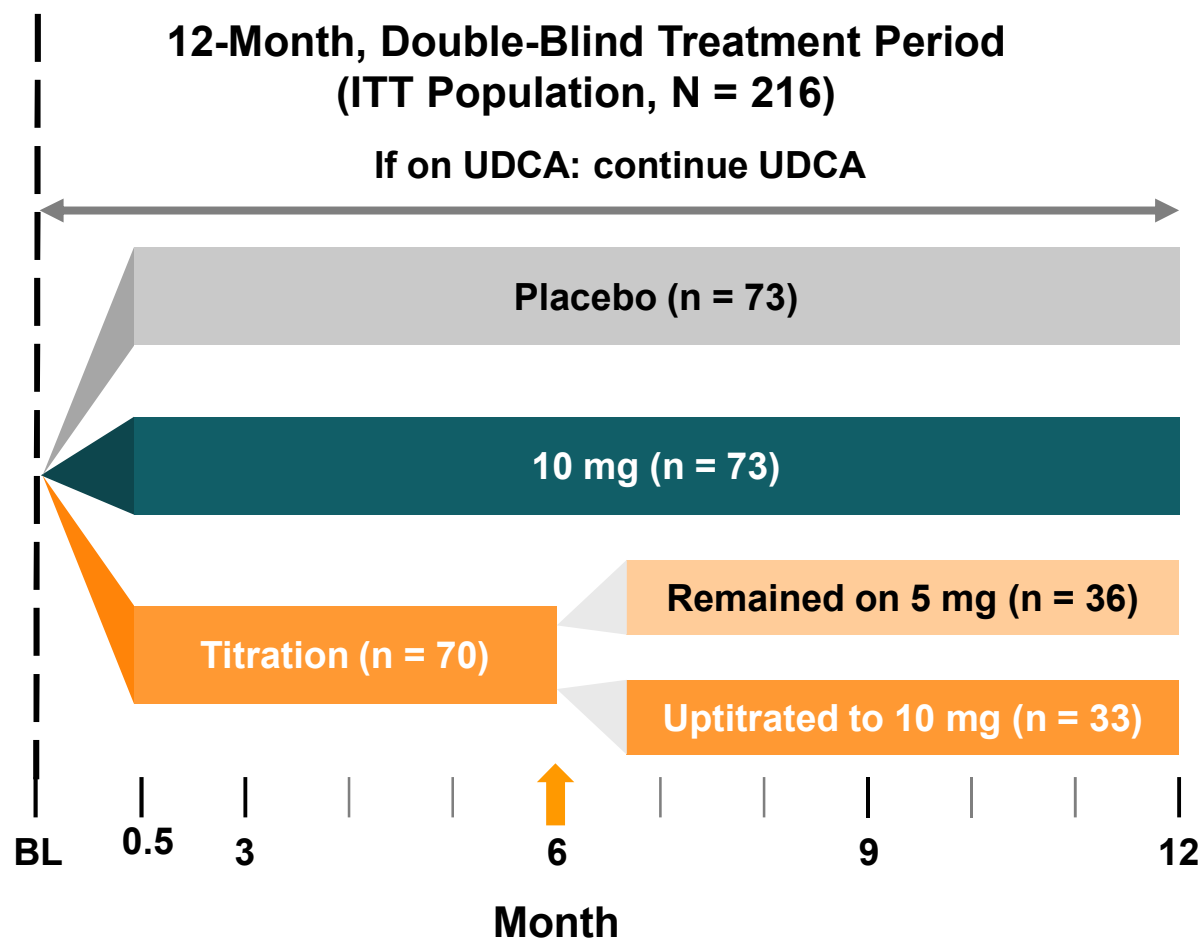 12-Month, Double-Blind Treatment Period
(ITT Population, N = 216)
If on UDCA: continue UDCA
Placebo (n = 73)
10 mg (n = 73)
Remained on 5 mg (n = 36)
Titration (n = 70)
Uptitrated to 10 mg (n = 33)
BL 0.5 3 6 9 12
Month